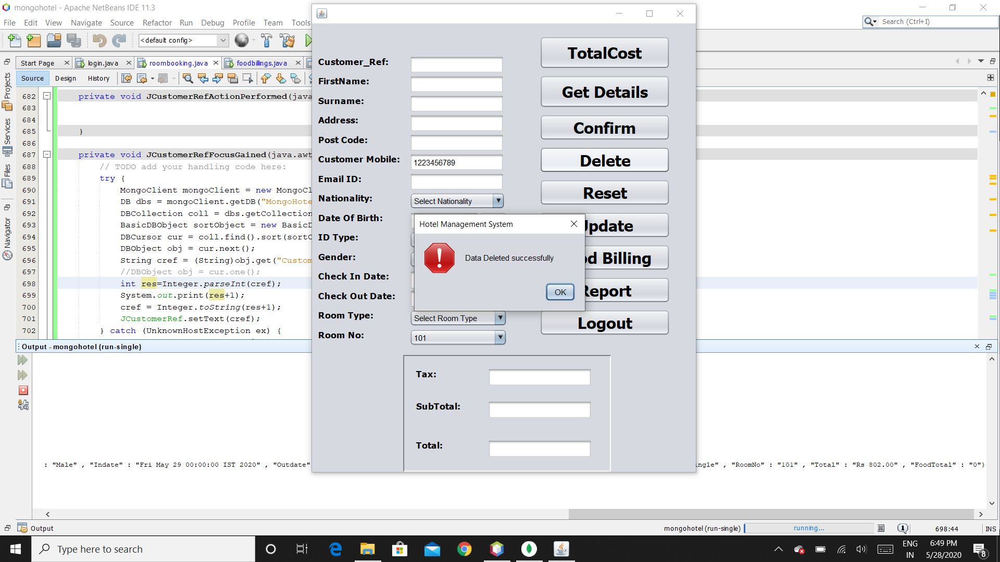 mongohotel - Apache NetBeans IDE 11.3
File Edit View Navigate Source Refactor Run Debug Profile Team Tools
Search (Ctrl+I)
<default config>
Start Page login.java roombooking.java foodbillings.java
Source Design History
Projects
Services
Files
Navigator
682 private void JCustomerRefActionPerformed(java
683
684
685 }
686
687 private void JCustomerRefFocusGained(java.awt
688 // TODO add your handling code here:
689 try {
690 MongoClient mongoClient = new MongoCl
691 DB dbs = mongoClient.getDB("MongoHote
692 DBCollection coll = dbs.getCollection
693 BasicDBObject sortObject = new BasicD
694 DBCursor cur = coll.find().sort(sortO
695 DBObject obj = cur.next();
696 String cref = (String)obj.get("Custom
697 //DBObject obj = cur.one();
698 int res=Integer.parseInt(cref);
699 System.out.print(res+1);
700 cref = Integer.toString(res+1);
701 JCustomerRef.setText(cref);
702 } catch (UnknownHostException ex) {
Customer_Ref:
FirstName:
Surname:
Address:
Post Code:
Customer Mobile: 1223456789
Email ID:
Nationality: Select Nationality
Date Of Birth:
ID Type:
Gender:
Check In Date:
Check Out Date:
Room Type: Select Room Type
Room No: 101
TotalCost
Get Details
Confirm
Delete
Reset
Update
od Billing
Report
Logout
Hotel Management System
Data Deleted successfully
OK
Tax:
SubTotal:
Total:
Output - mongohotel (run-single)
: "Male" , "Indate" : "Fri May 29 00:00:00 IST 2020" , "Outdate" ngle" , "RoomNo" : "101" , "Total" : "Rs 802.00" , "FoodTotal" : "0"}
Output
mongohotel (run-single) running... 1 698:44 INS
Type here to search
ENG
IN
6:49 PM
5/28/2020
8